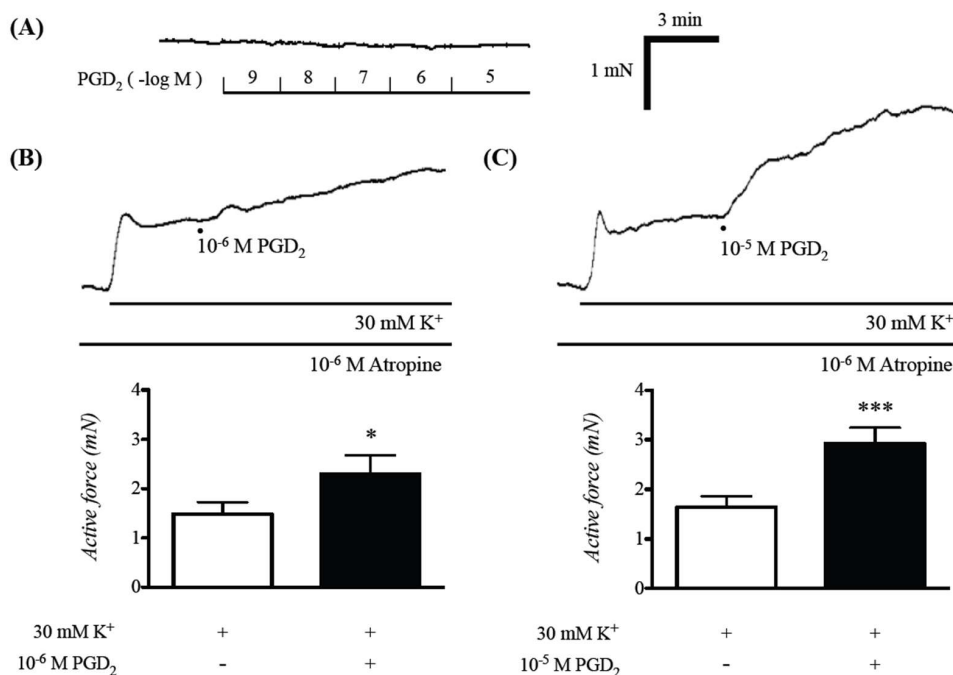 (A)
3 min
1 mN
PGD₂ ( -log M )
9
8
7
6
5
(B)
10⁻⁶ M PGD₂
30 mM K⁺
10⁻⁶ M Atropine
(C)
10⁻⁵ M PGD₂
30 mM K⁺
10⁻⁶ M Atropine
Active force (mN)
4
3
2
1
0
*
30 mM K⁺ + +
10⁻⁶ M PGD₂ - +
Active force (mN)
4
3
2
1
0
***
30 mM K⁺ + +
10⁻⁵ M PGD₂ - +